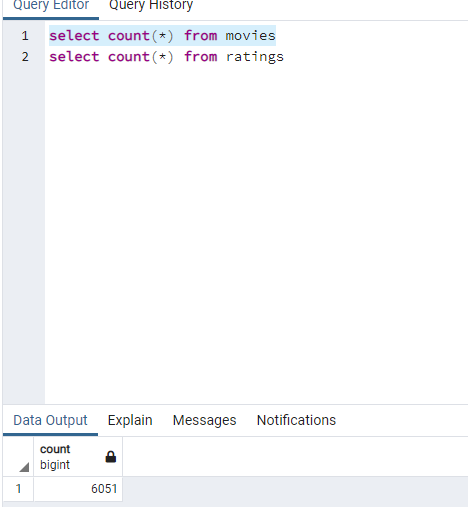 Query Editor Query History
1 select count(*) from movies
2 select count(*) from ratings
Data Output Explain Messages Notifications
count
bigint
1 6051